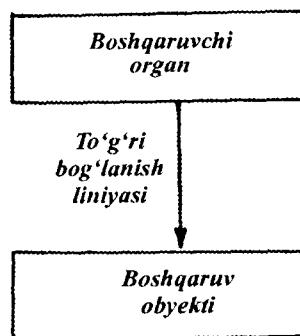 Boshqaruvchi
organ
To‘g‘ri
bog‘lanish
liniyasi
Boshqaruv
obyekti